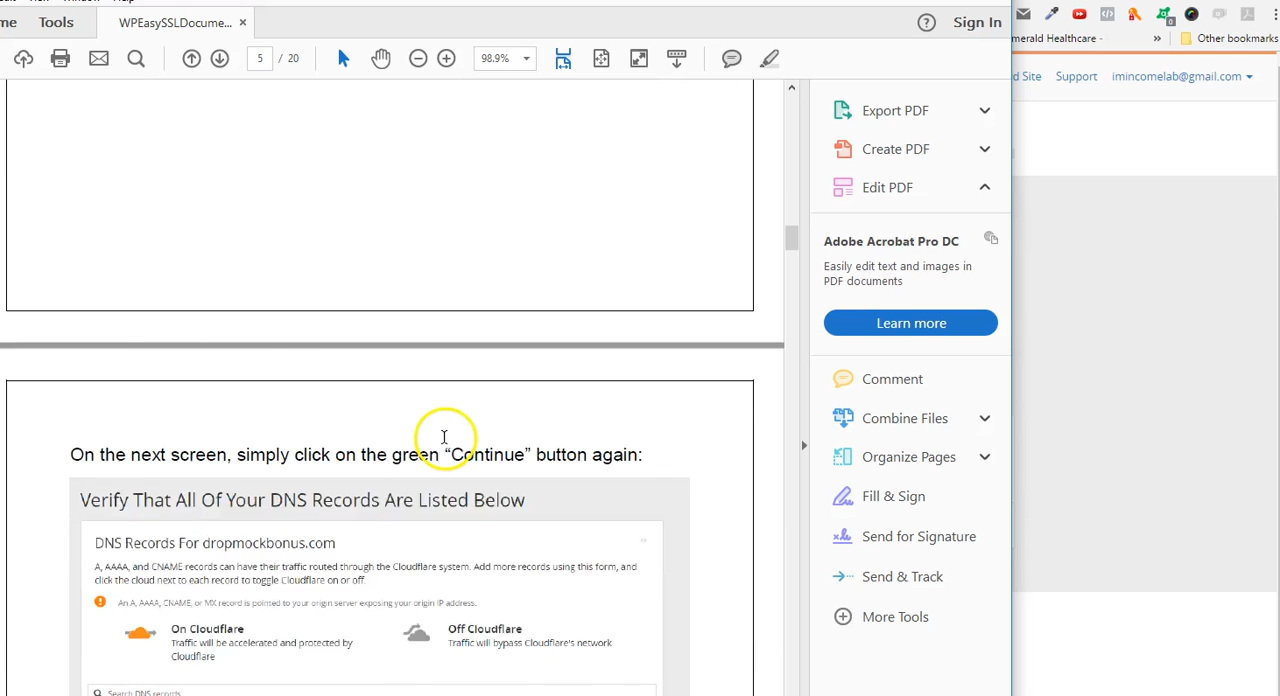 Help
me
Tools
WPEasySSLDocume... ×
Sign In
5 / 20
98.9%
merald Healthcare -
»
Other bookmarks
d Site
Support
imincomelab@gmail.com
0
Export PDF
Create PDF
Edit PDF
Adobe Acrobat Pro DC
Easily edit text and images in
PDF documents
Learn more
Comment
Combine Files
Organize Pages
Fill & Sign
Send for Signature
Send & Track
More Tools
On the next screen, simply click on the green “Continue” button again:
Verify That All Of Your DNS Records Are Listed Below
DNS Records For dropmockbonus.com
A, AAAA, and CNAME records can have their traffic routed through the Cloudflare system. Add more records using this form, and
click the cloud next to each record to toggle Cloudflare on or off.
An A, AAAA, CNAME, or MX record is pointed to your origin server exposing your origin IP address.
On Cloudflare
Traffic will be accelerated and protected by
Cloudflare
Off Cloudflare
Traffic will bypass Cloudflare's network
Search DNS records